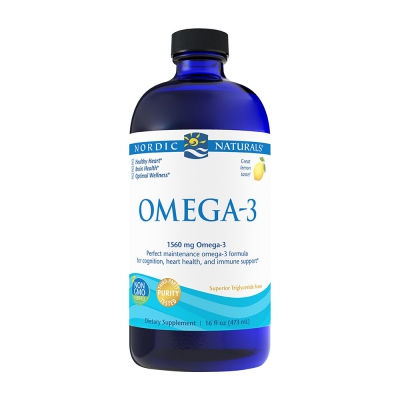 NORDIC NATURALS®
Healthy Heart*
Brain Health*
Optimal Wellness*
Great
lemon
taste!
OMEGA-3
1560 mg Omega-3
Perfect maintenance omega-3 formula
for cognition, heart health, and immune support*
Superior Triglyceride Form
NON
GMO
PURITY
TESTED
Dietary Supplement | 16 fl oz (473 mL)